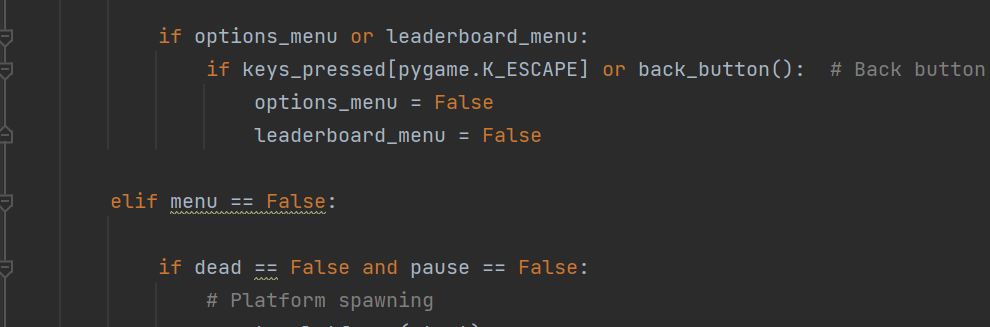 if options_menu or leaderboard_menu:
if keys_pressed[pygame.K_ESCAPE] or back_button():  # Back button
options_menu = False
leaderboard_menu = False
elif menu == False:
if dead == False and pause == False:
# Platform spawning